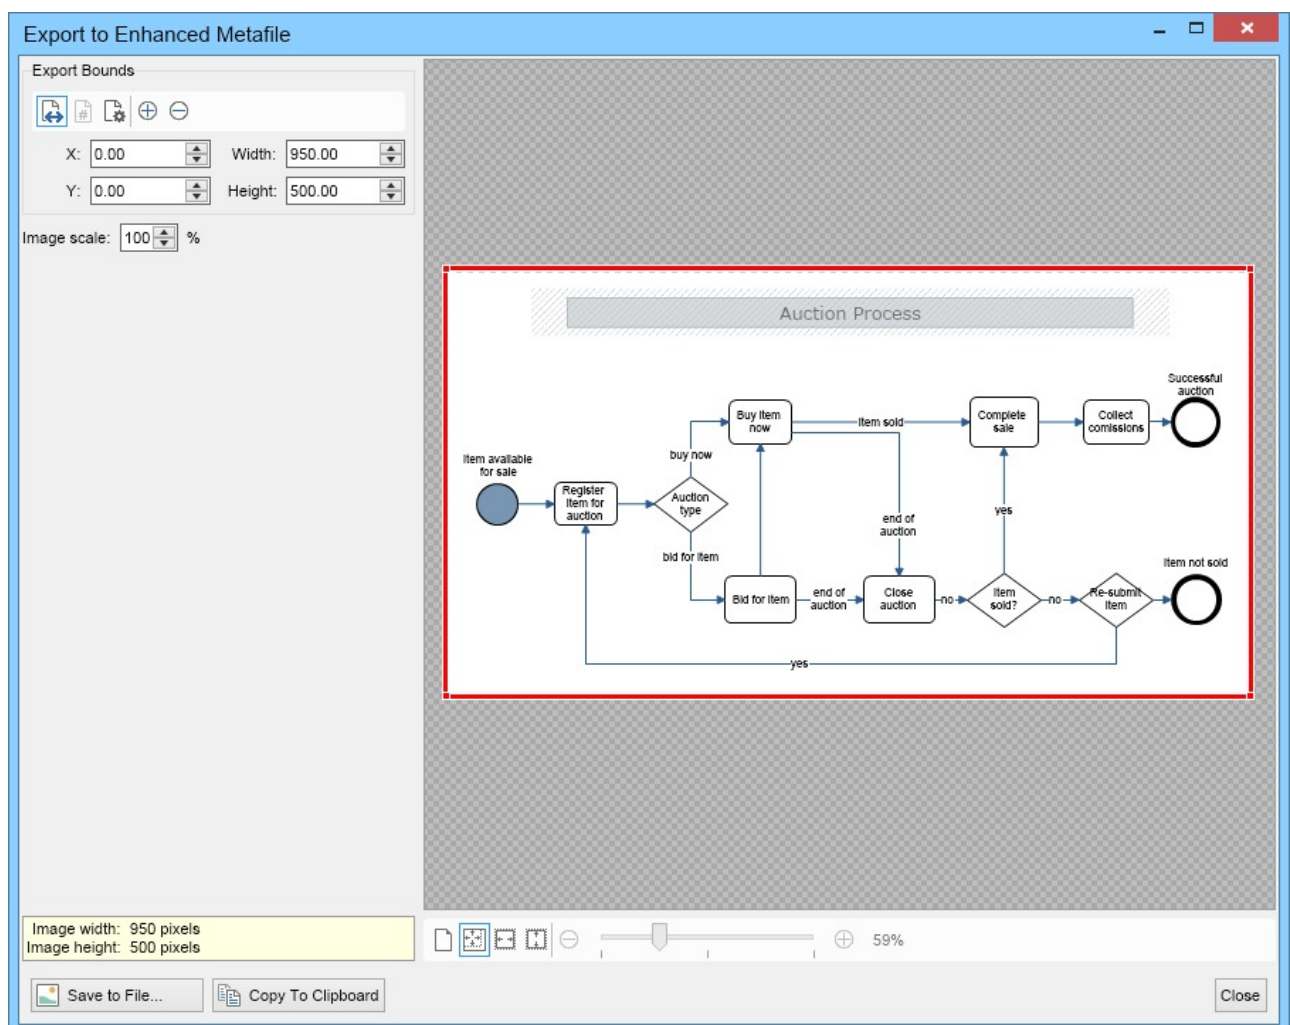 Export to Enhanced Metafile
Export Bounds
X: 0.00 Width: 950.00
Y: 0.00 Height: 500.00
Image scale: 100 %
Auction Process
Successful
auction
Buy Item
now
Item sold
Complete
sale
Collect
comissions
buy now
Item available
for sale
Register
Item for
auction
Auction
type
end of
auction
yes
bid for Item
Item not sold
Bid for Item
end of
auction
Close
auction
no
Item
sold?
no
Re-submit
Item
yes
Image width: 950 pixels
Image height: 500 pixels
59%
Save to File...
Copy To Clipboard
Close